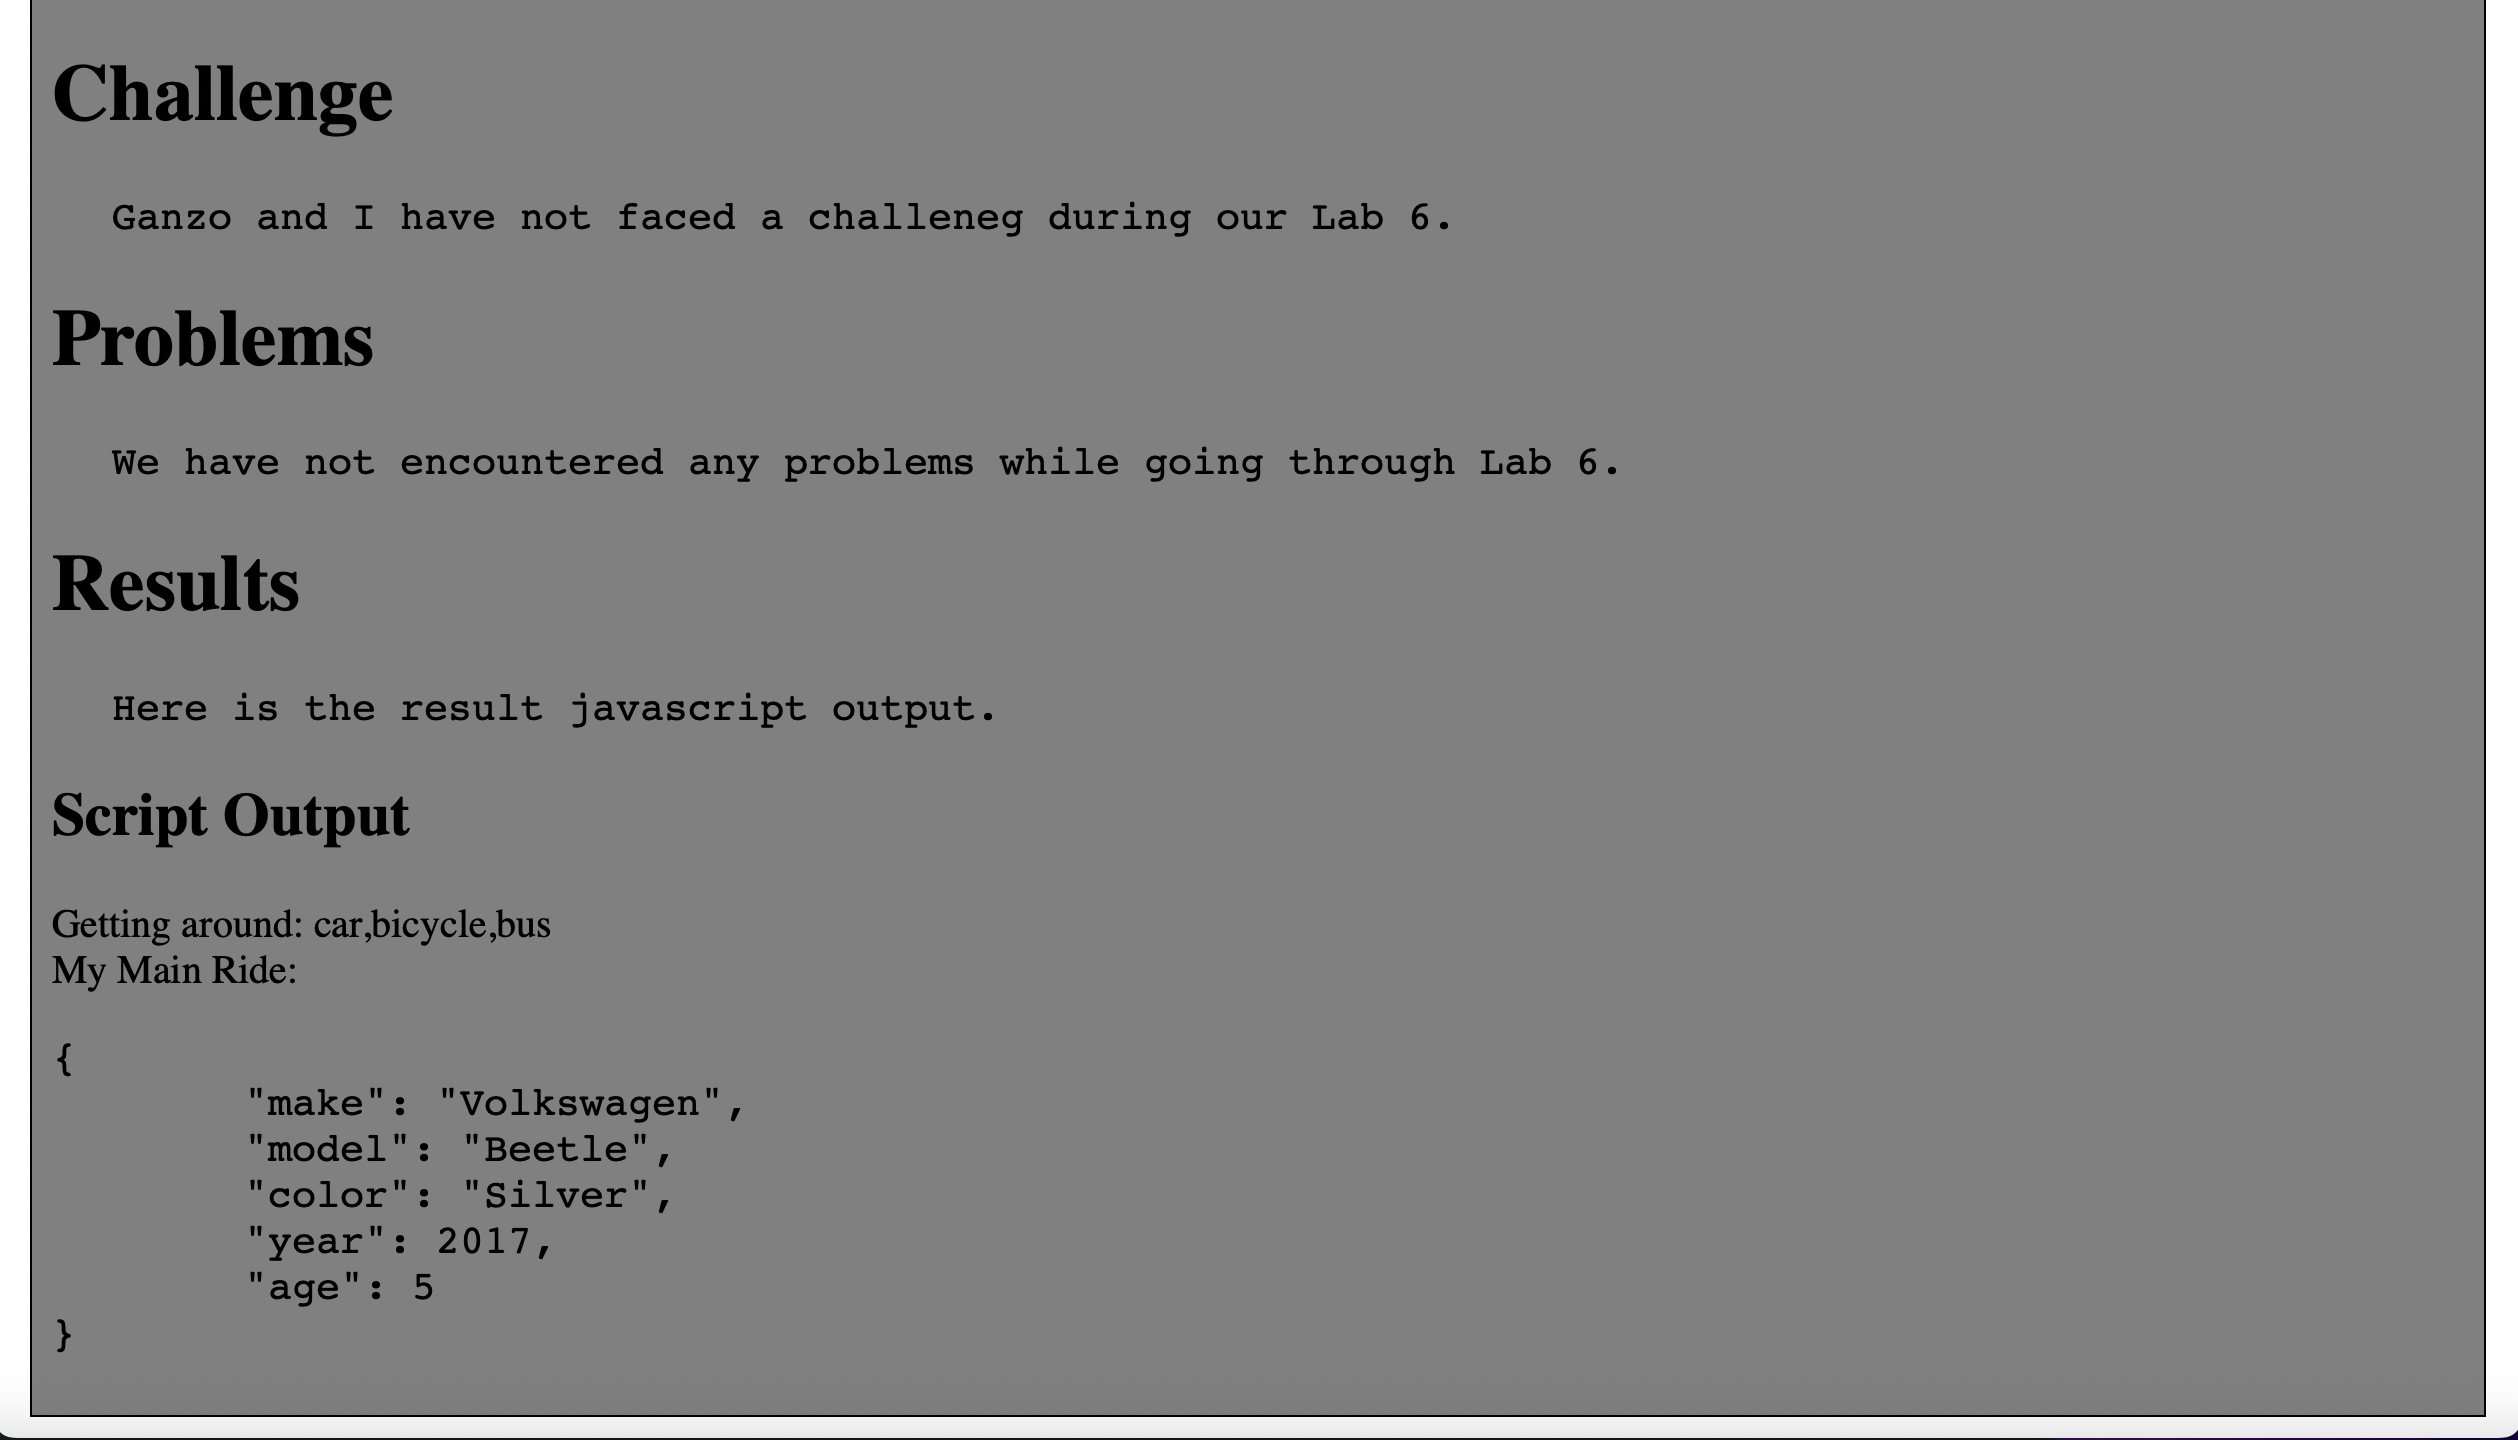 Challenge
Ganzo and I have not faced a challeneg during our Lab 6.
Problems
We have not encountered any problems while going through Lab 6.
Results
Here is the result javascript output.
Script Output
Getting around: car,bicycle,bus
My Main Ride:
{
"make": "Volkswagen",
"model": "Beetle",
"color": "Silver",
"year": 2017,
"age": 5
}